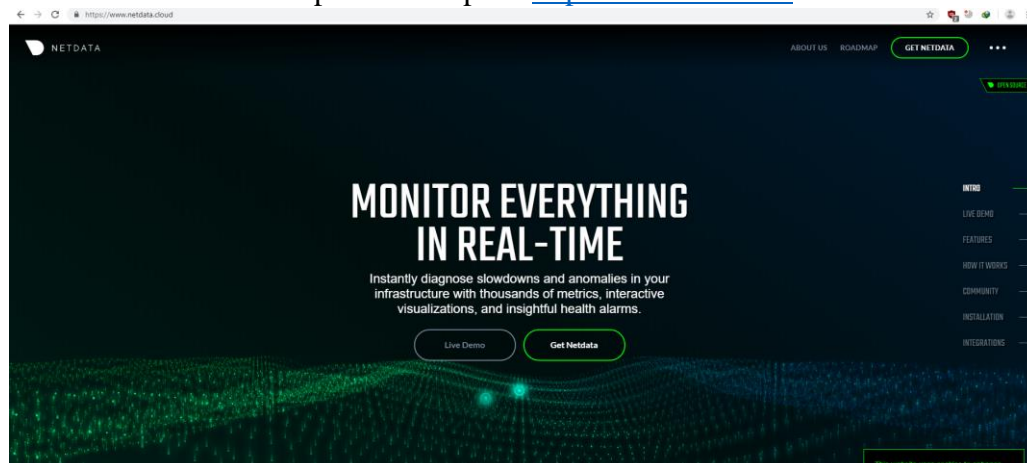 https://www.netdata.cloud
NETDATA
ABOUT US ROADMAP GET NETDATA
OPEN SOURCE
MONITOR EVERYTHING
IN REAL-TIME
Instantly diagnose slowdowns and anomalies in your
infrastructure with thousands of metrics, interactive
visualizations, and insightful health alarms.
Live Demo Get Netdata
INTRO
LIVE DEMO
FEATURES
HOW IT WORKS
COMMUNITY
INSTALLATION
INTEGRATIONS